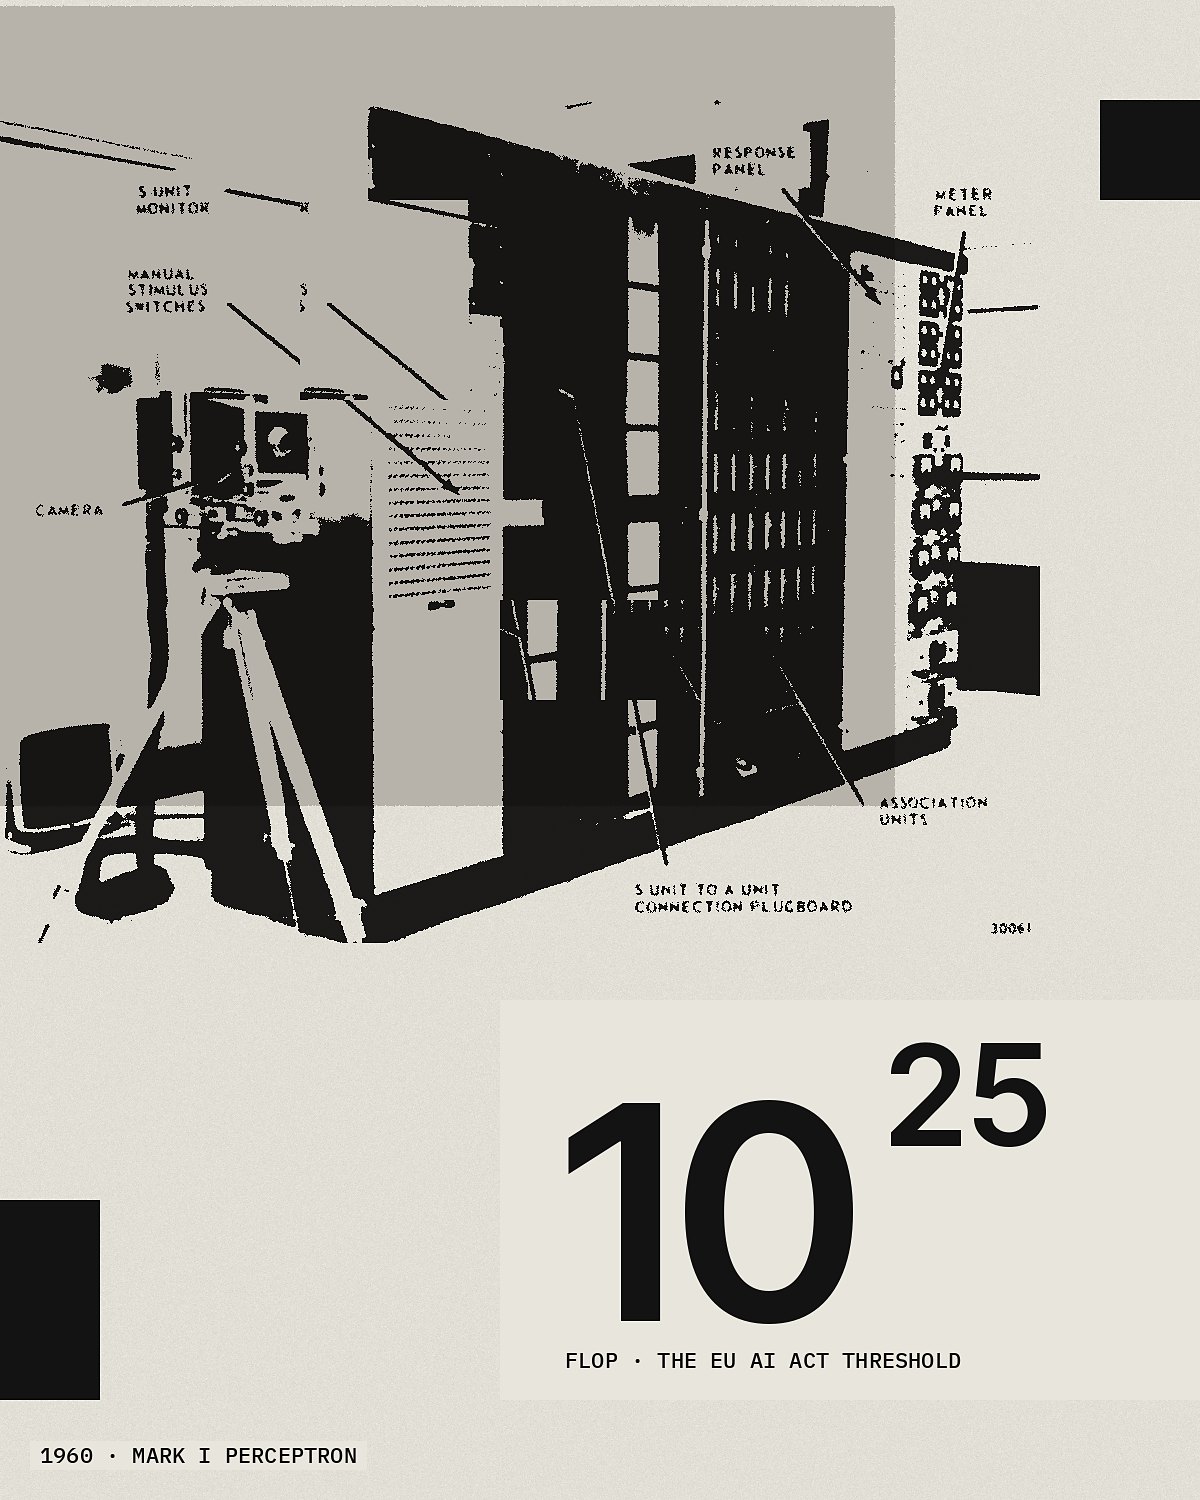 RESPONSE
PANEL
S UNIT
MONITOR
R
METER
PANEL
MANUAL
STIMULUS
SWITCHES
S
S
CAMERA
ASSOCIATION
UNITS
S UNIT TO A UNIT
CONNECTION PLUGBOARD
30061
10 25
FLOP · THE EU AI ACT THRESHOLD
1960 · MARK I PERCEPTRON